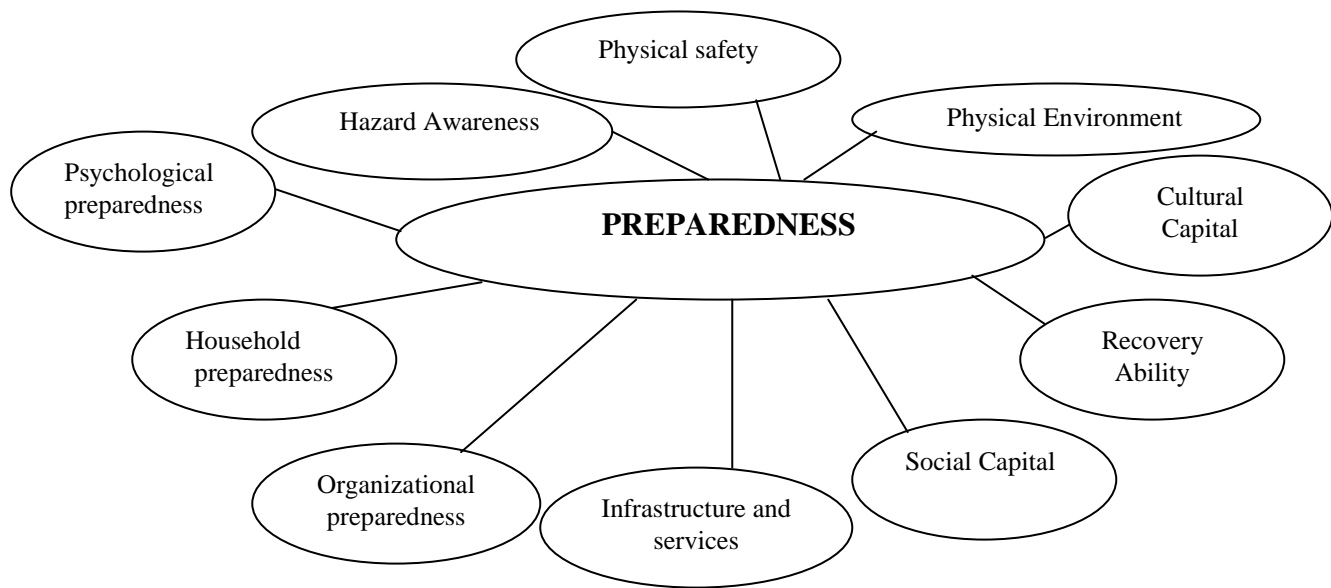 Physical safety
Hazard Awareness
Physical Environment
Psychological
preparedness
Cultural
Capital
PREPAREDNESS
Household
preparedness
Recovery
Ability
Organizational
preparedness
Infrastructure and
services
Social Capital